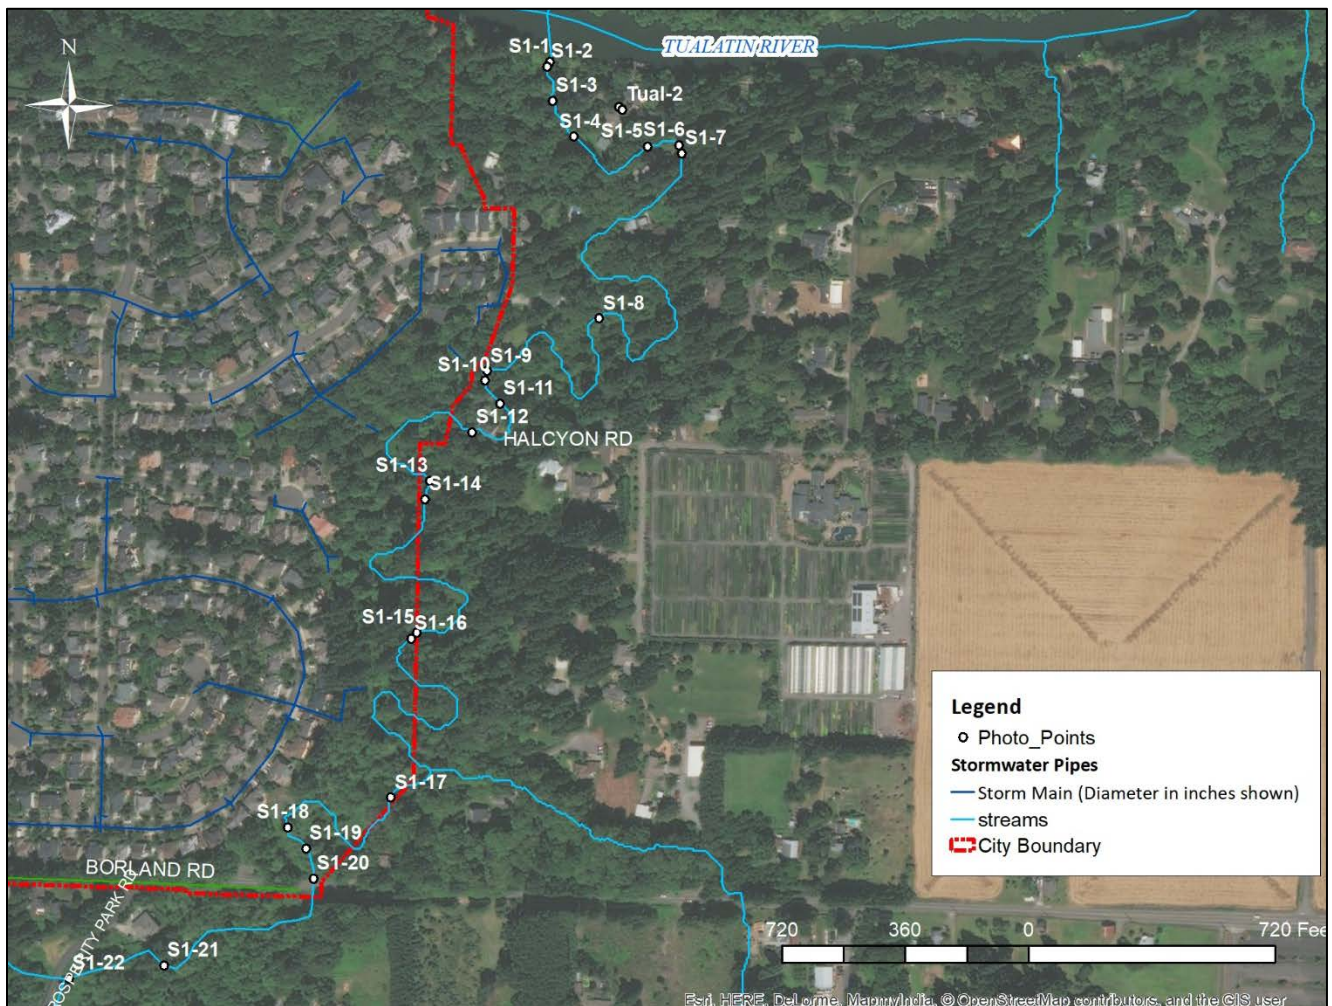 N
TUALATIN RIVER
S1-1
S1-2
S1-3
Tual-2
S1-4
S1-5
S1-6
S1-7
S1-8
S1-9
S1-10
S1-11
S1-12
HALCYON RD
S1-13
S1-14
S1-15
S1-16
S1-17
S1-18
S1-19
S1-20
BORLAND RD
S1-21
S1-22
Legend
Photo_Points
Stormwater Pipes
Storm Main (Diameter in inches shown)
streams
City Boundary
720 360 0 720 Fee
Esri, HERE, DeLorme, MapmyIndia, © OpenStreetMap contributors, and the GIS user